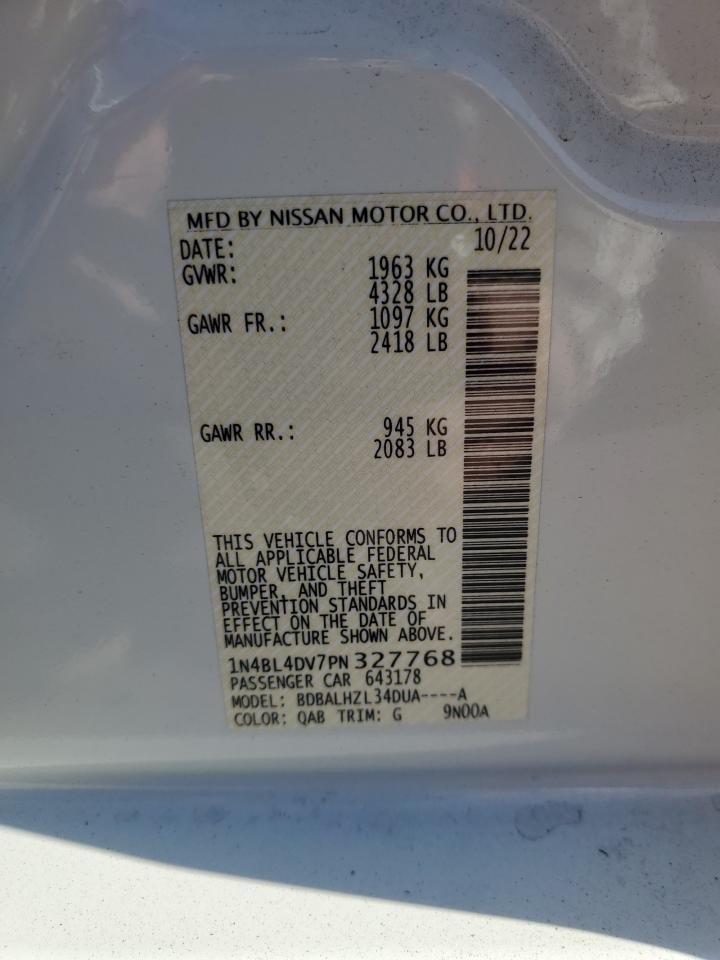 MFD BY NISSAN MOTOR CO., LTD.
DATE: 10/22
GVWR: 1963 KG
4328 LB
GAWR FR.: 1097 KG
2418 LB
GAWR RR.: 945 KG
2083 LB
THIS VEHICLE CONFORMS TO
ALL APPLICABLE FEDERAL
MOTOR VEHICLE SAFETY,
BUMPER, AND THEFT
PREVENTION STANDARDS IN
EFFECT ON THE DATE OF
MANUFACTURE SHOWN ABOVE.
1N4BL4DV7PN 327768
PASSENGER CAR 643178
MODEL: BDBALHZL34DUA----A
COLOR: QAB TRIM: G 9N00A